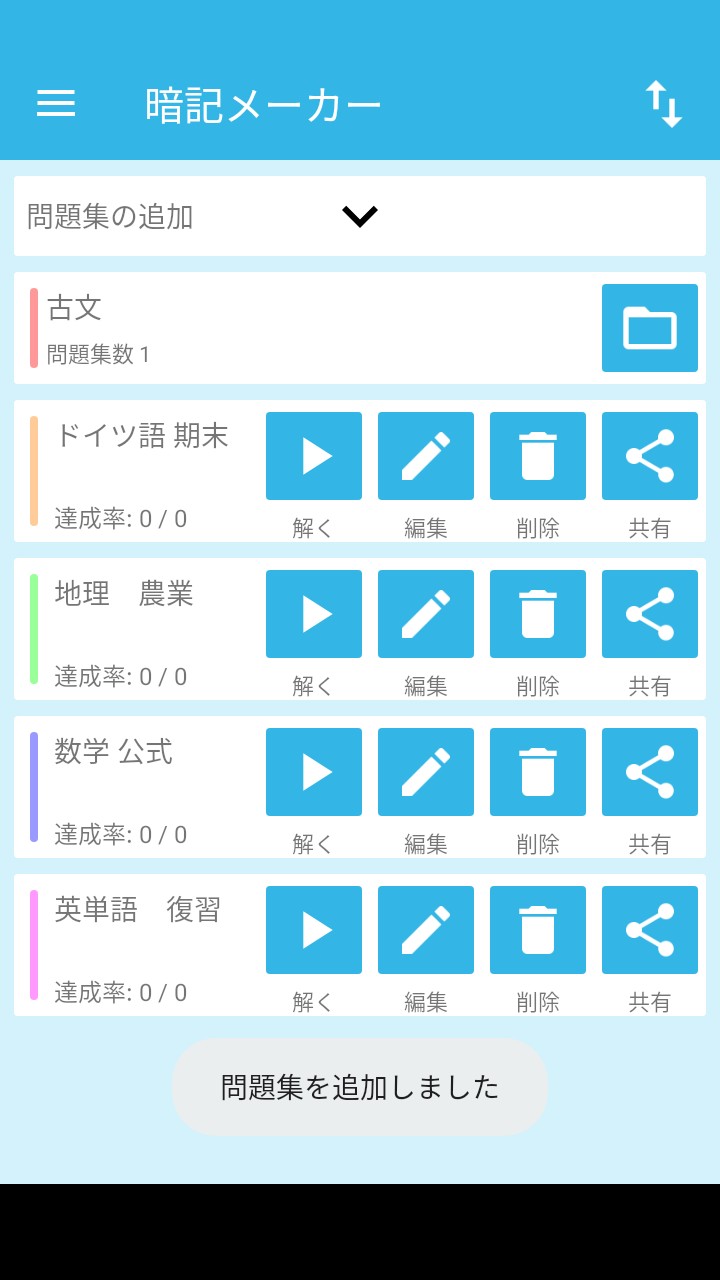 暗記メーカー
問題集の追加
古文
問題集数 1
ドイツ語 期末
達成率: 0 / 0
解く 編集 削除 共有
地理　農業
達成率: 0 / 0
解く 編集 削除 共有
数学 公式
達成率: 0 / 0
解く 編集 削除 共有
英単語　復習
達成率: 0 / 0
解く 編集 削除 共有
問題集を追加しました